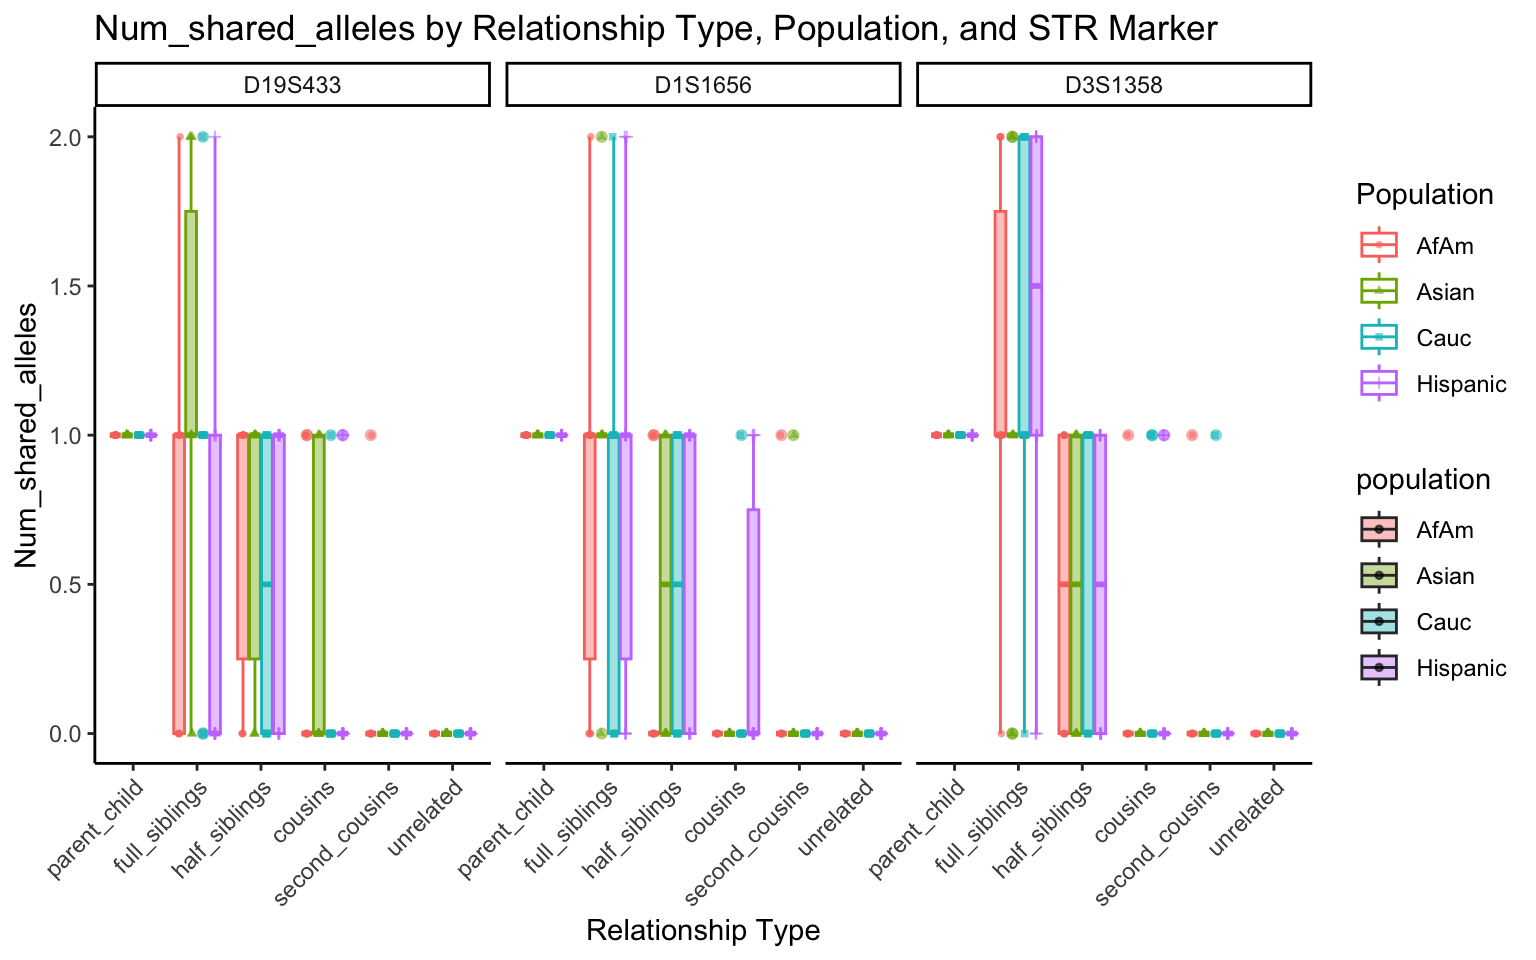 Num_shared_alleles by Relationship Type, Population, and STR Marker
D19S433
D1S1656
D3S1358
Num_shared_alleles
2.0
1.5
1.0
0.5
0.0
parent_child
full_siblings
half_siblings
cousins
second_cousins
unrelated
parent_child
full_siblings
half_siblings
cousins
second_cousins
unrelated
parent_child
full_siblings
half_siblings
cousins
second_cousins
unrelated
Relationship Type
Population
AfAm
Asian
Cauc
Hispanic
population
AfAm
Asian
Cauc
Hispanic